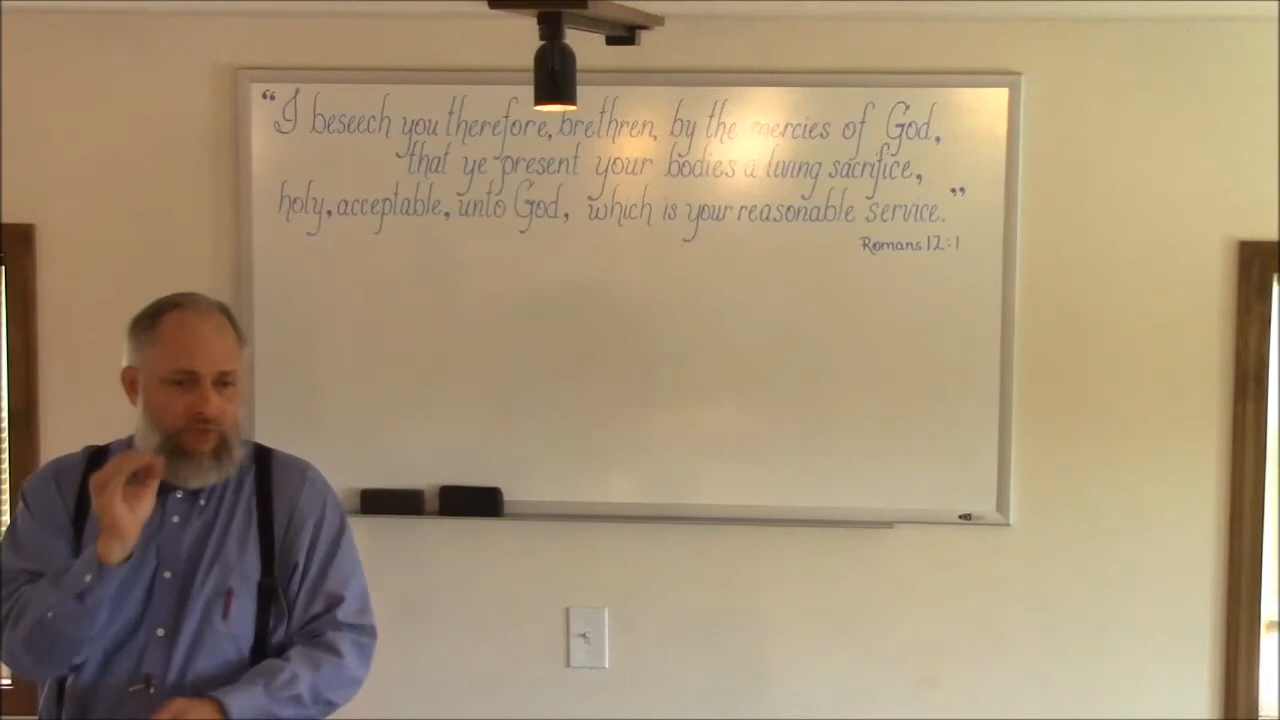 “I beseech you therefore, brethren, by the mercies of God,
that ye present your bodies a living sacrifice,
holy, acceptable, unto God, which is your reasonable service.”
Romans 12:1